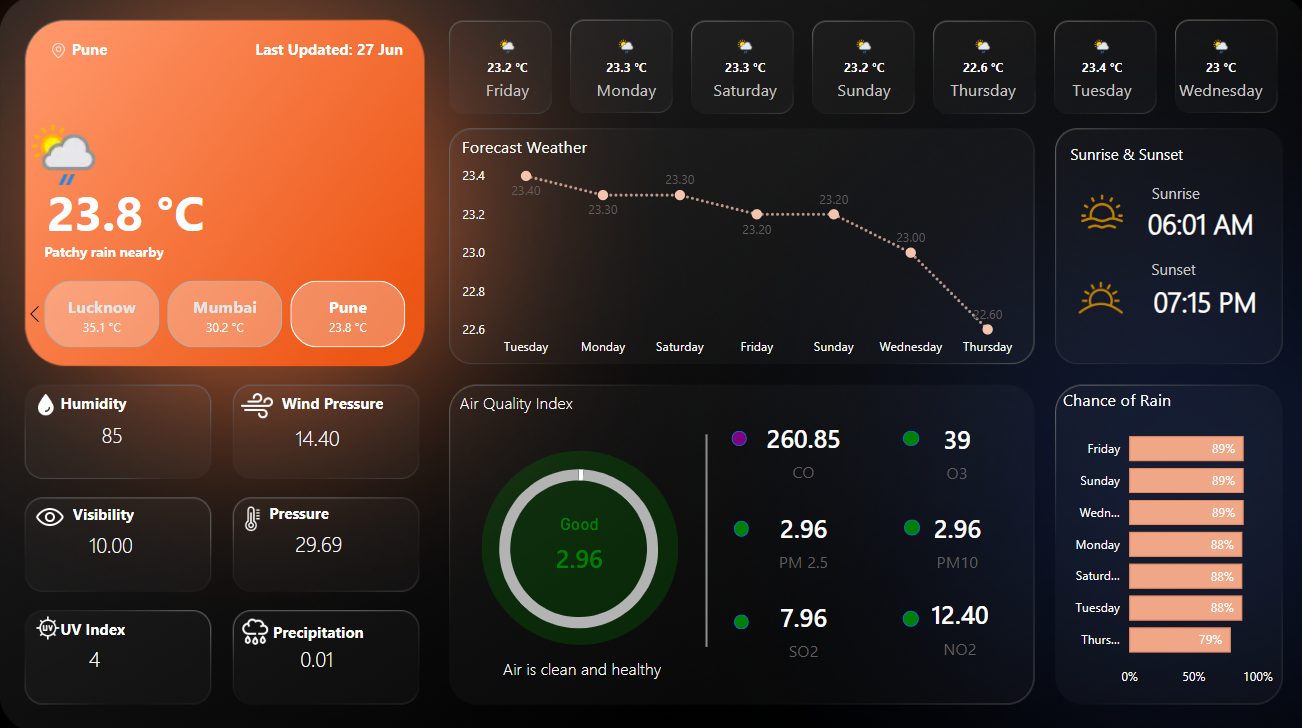 Pune
Last Updated: 27 Jun
23.8 °C
Patchy rain nearby
Lucknow
35.1 °C
Mumbai
30.2 °C
Pune
23.8 °C
23.2 °C
Friday
23.3 °C
Monday
23.3 °C
Saturday
23.2 °C
Sunday
22.6 °C
Thursday
23.4 °C
Tuesday
23 °C
Wednesday
Forecast Weather
23.4
23.2
23.0
22.8
22.6
23.40
23.30
23.30
23.20
23.20
23.00
22.60
Tuesday
Monday
Saturday
Friday
Sunday
Wednesday
Thursday
Sunrise & Sunset
Sunrise
06:01 AM
Sunset
07:15 PM
Humidity
85
Wind Pressure
14.40
Visibility
10.00
Pressure
29.69
UV
UV Index
4
Precipitation
0.01
Air Quality Index
Good
2.96
Air is clean and healthy
260.85
CO
39
O3
2.96
PM 2.5
2.96
PM10
7.96
SO2
12.40
NO2
Chance of Rain
Friday 89%
Sunday 89%
Wedn... 89%
Monday 88%
Saturd... 88%
Tuesday 88%
Thurs... 79%
0% 50% 100%